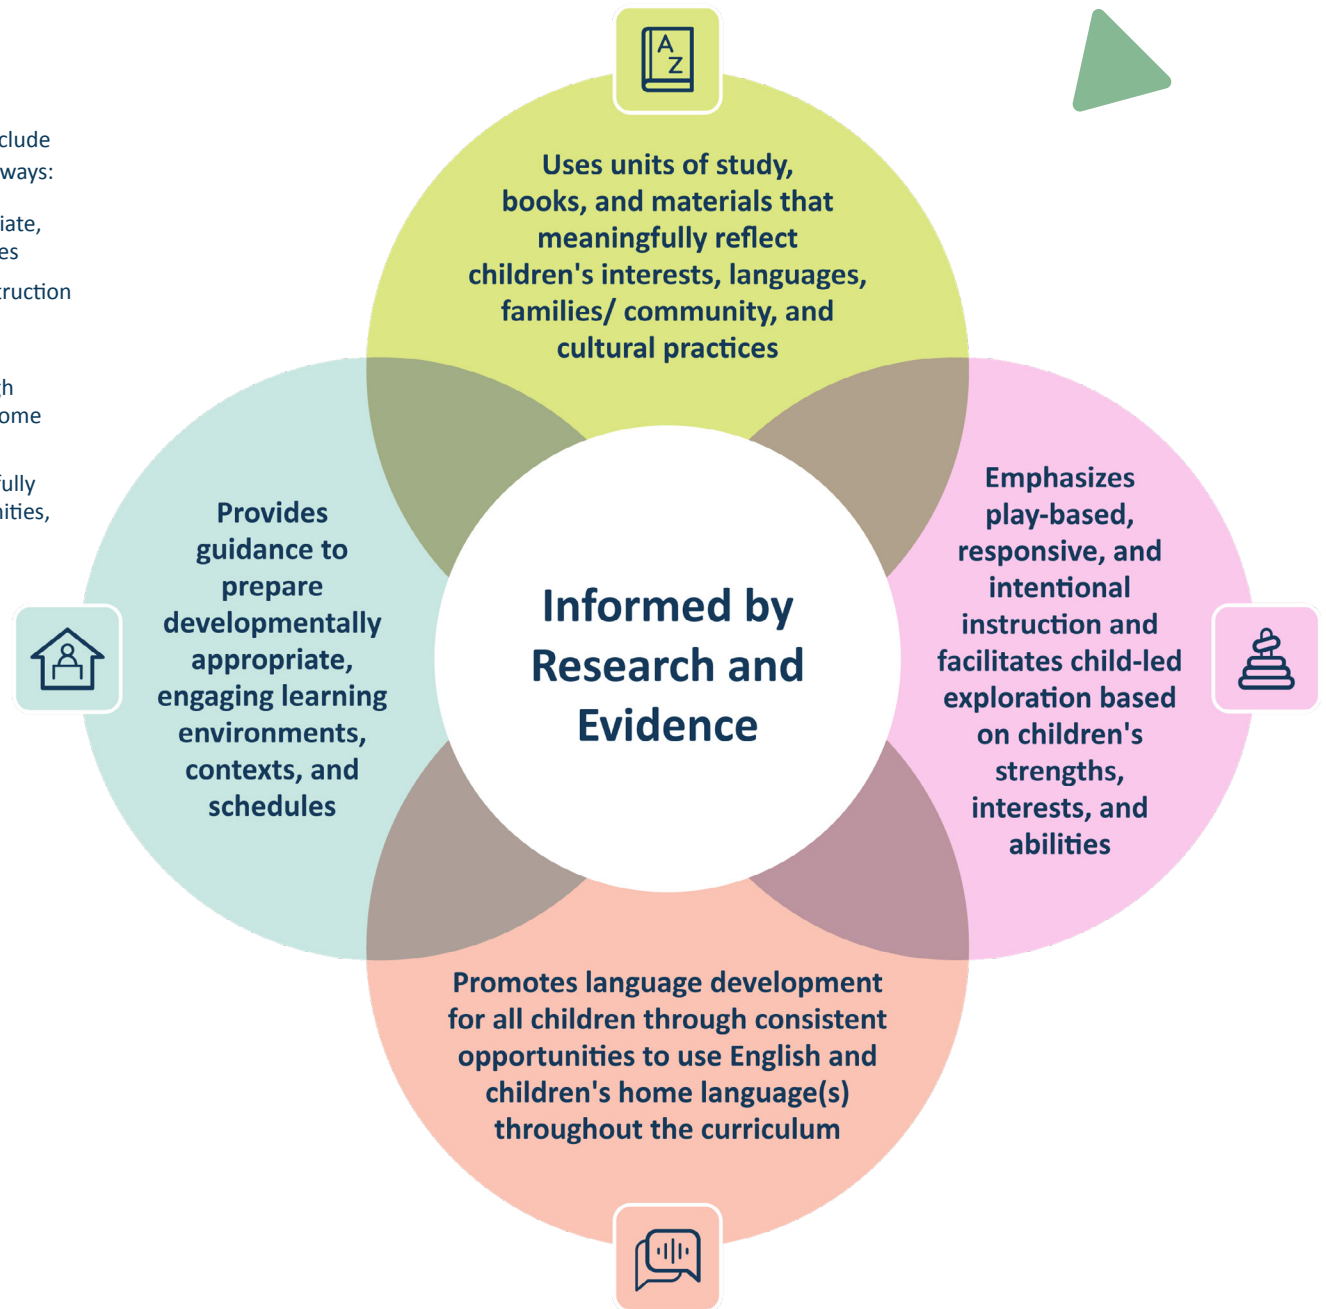 clude
ways:
iate,
es
truction
gh
ome
fully
nities,
A
Z
Uses units of study,
books, and materials that
meaningfully reflect
children's interests, languages,
families/ community, and
cultural practices
Provides
guidance to
prepare
developmentally
appropriate,
engaging learning
environments,
contexts, and
schedules
Informed by
Research and
Evidence
Emphasizes
play-based,
responsive, and
intentional
instruction and
facilitates child-led
exploration based
on children's
strengths,
interests, and
abilities
Promotes language development
for all children through consistent
opportunities to use English and
children's home language(s)
throughout the curriculum